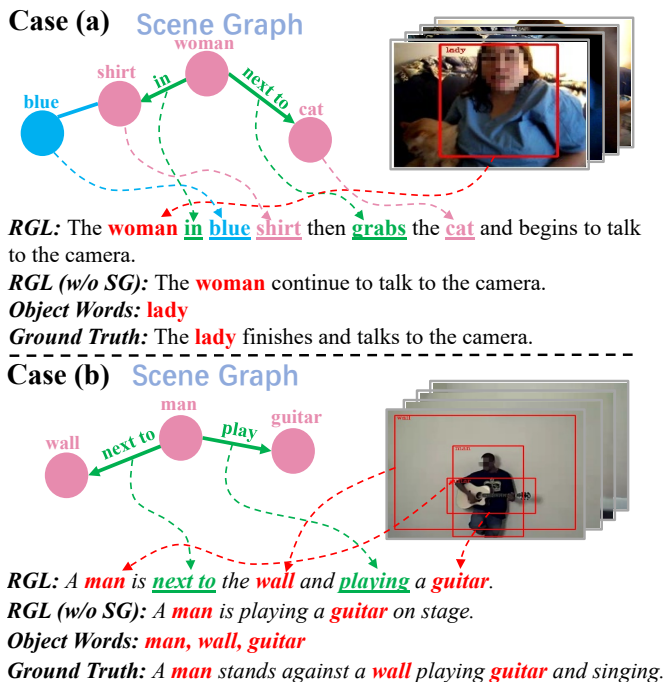 Case (a)
Scene Graph
woman
shirt
in
next to
blue
cat
lady
RGL: The woman in blue shirt then grabs the cat and begins to talk
to the camera.
RGL (w/o SG): The woman continue to talk to the camera.
Object Words: lady
Ground Truth: The lady finishes and talks to the camera.
Case (b)
Scene Graph
man
wall
guitar
next to
play
wall
man
RGL: A man is next to the wall and playing a guitar.
RGL (w/o SG): A man is playing a guitar on stage.
Object Words: man, wall, guitar
Ground Truth: A man stands against a wall playing guitar and singing.